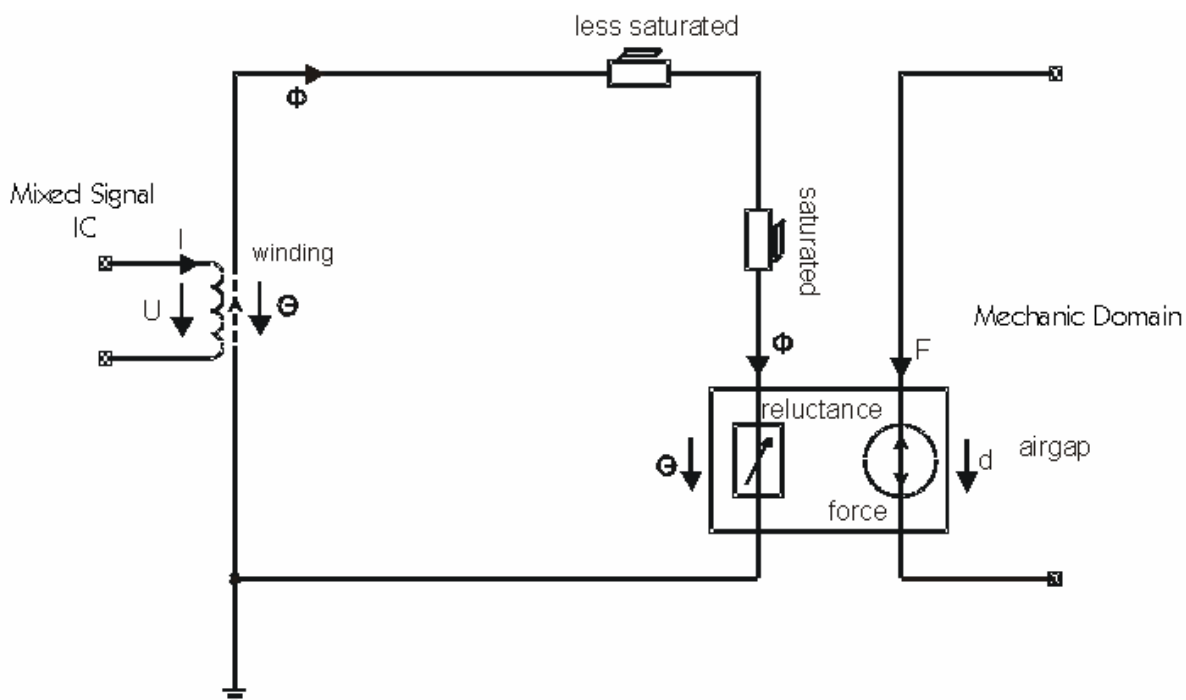 less saturated
Φ
Mixed Signal
IC
I
winding
U
Θ
saturated
Mechanic Domain
Φ
F
reluctance
Θ
d
airgap
force